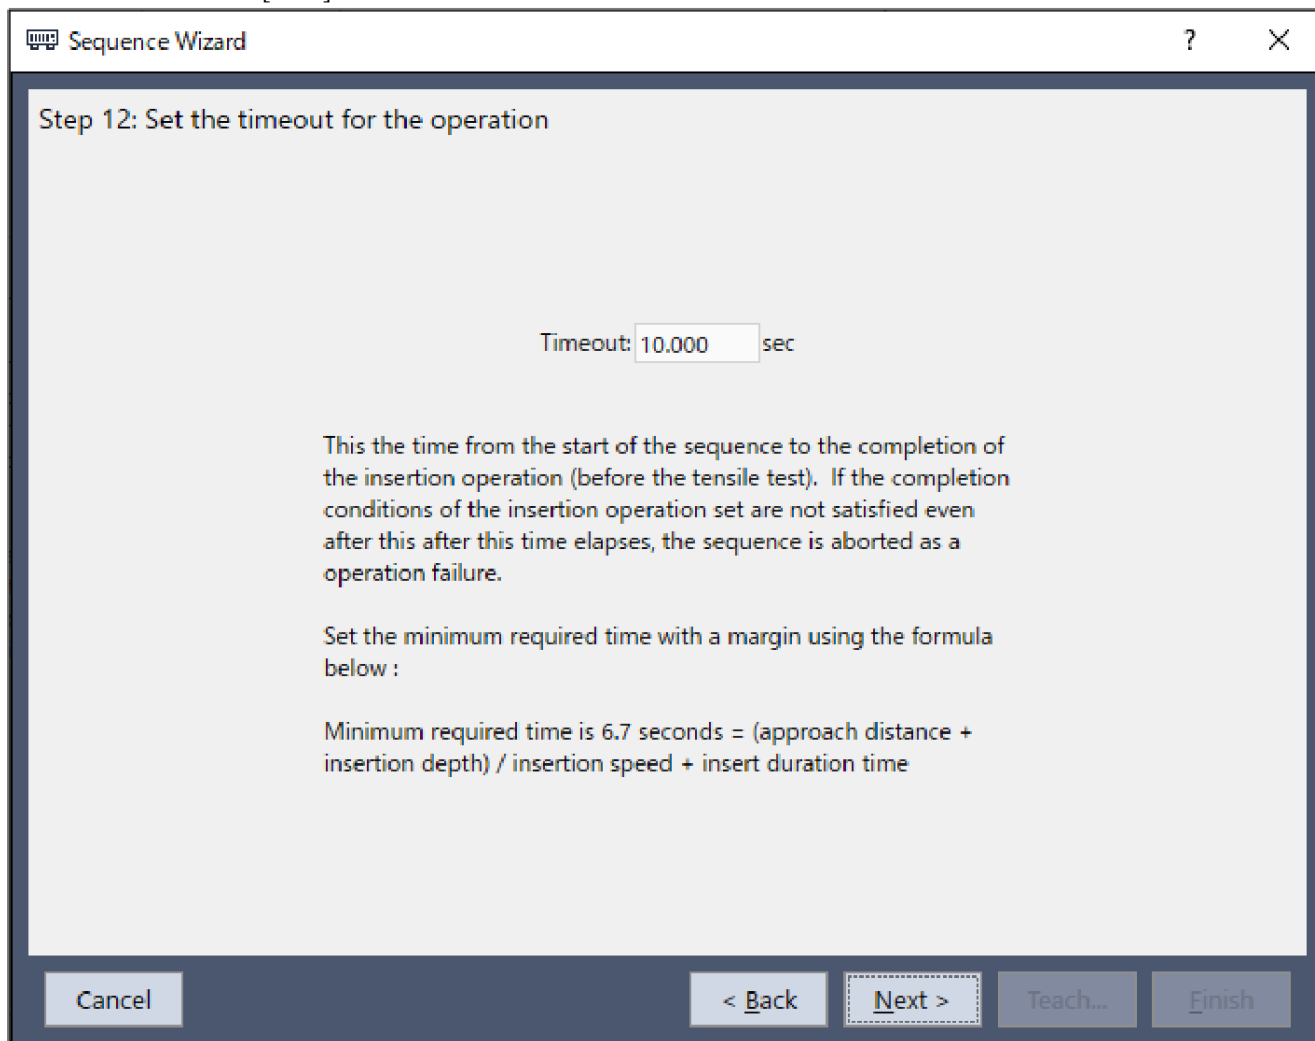 Sequence Wizard
?
Step 12: Set the timeout for the operation
Timeout: 10.000 sec
This the time from the start of the sequence to the completion of
the insertion operation (before the tensile test).  If the completion
conditions of the insertion operation set are not satisfied even
after this after this time elapses, the sequence is aborted as a
operation failure.
Set the minimum required time with a margin using the formula
below :
Minimum required time is 6.7 seconds = (approach distance +
insertion depth) / insertion speed + insert duration time
Cancel
< Back
Next >
Teach...
Finish